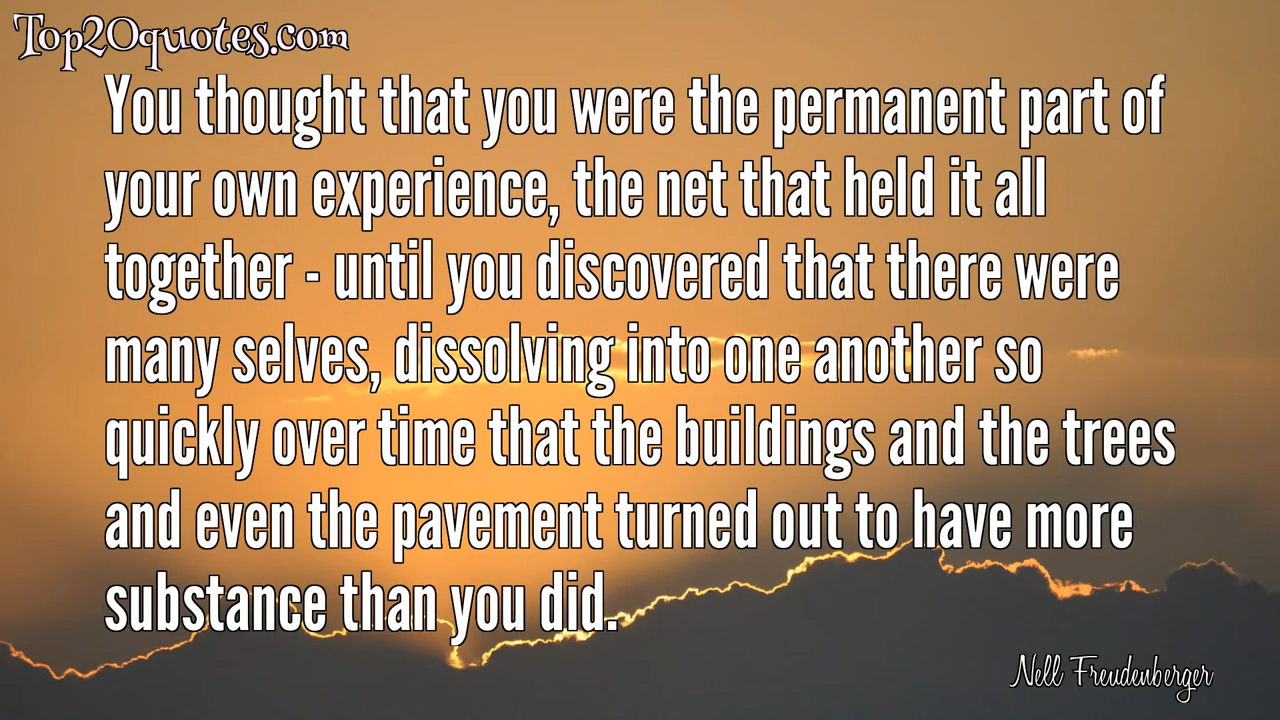 Top20quotes.com
You thought that you were the permanent part of
your own experience, the net that held it all
together - until you discovered that there were
many selves, dissolving into one another so
quickly over time that the buildings and the trees
and even the pavement turned out to have more
substance than you did.
Nell Freudenberger